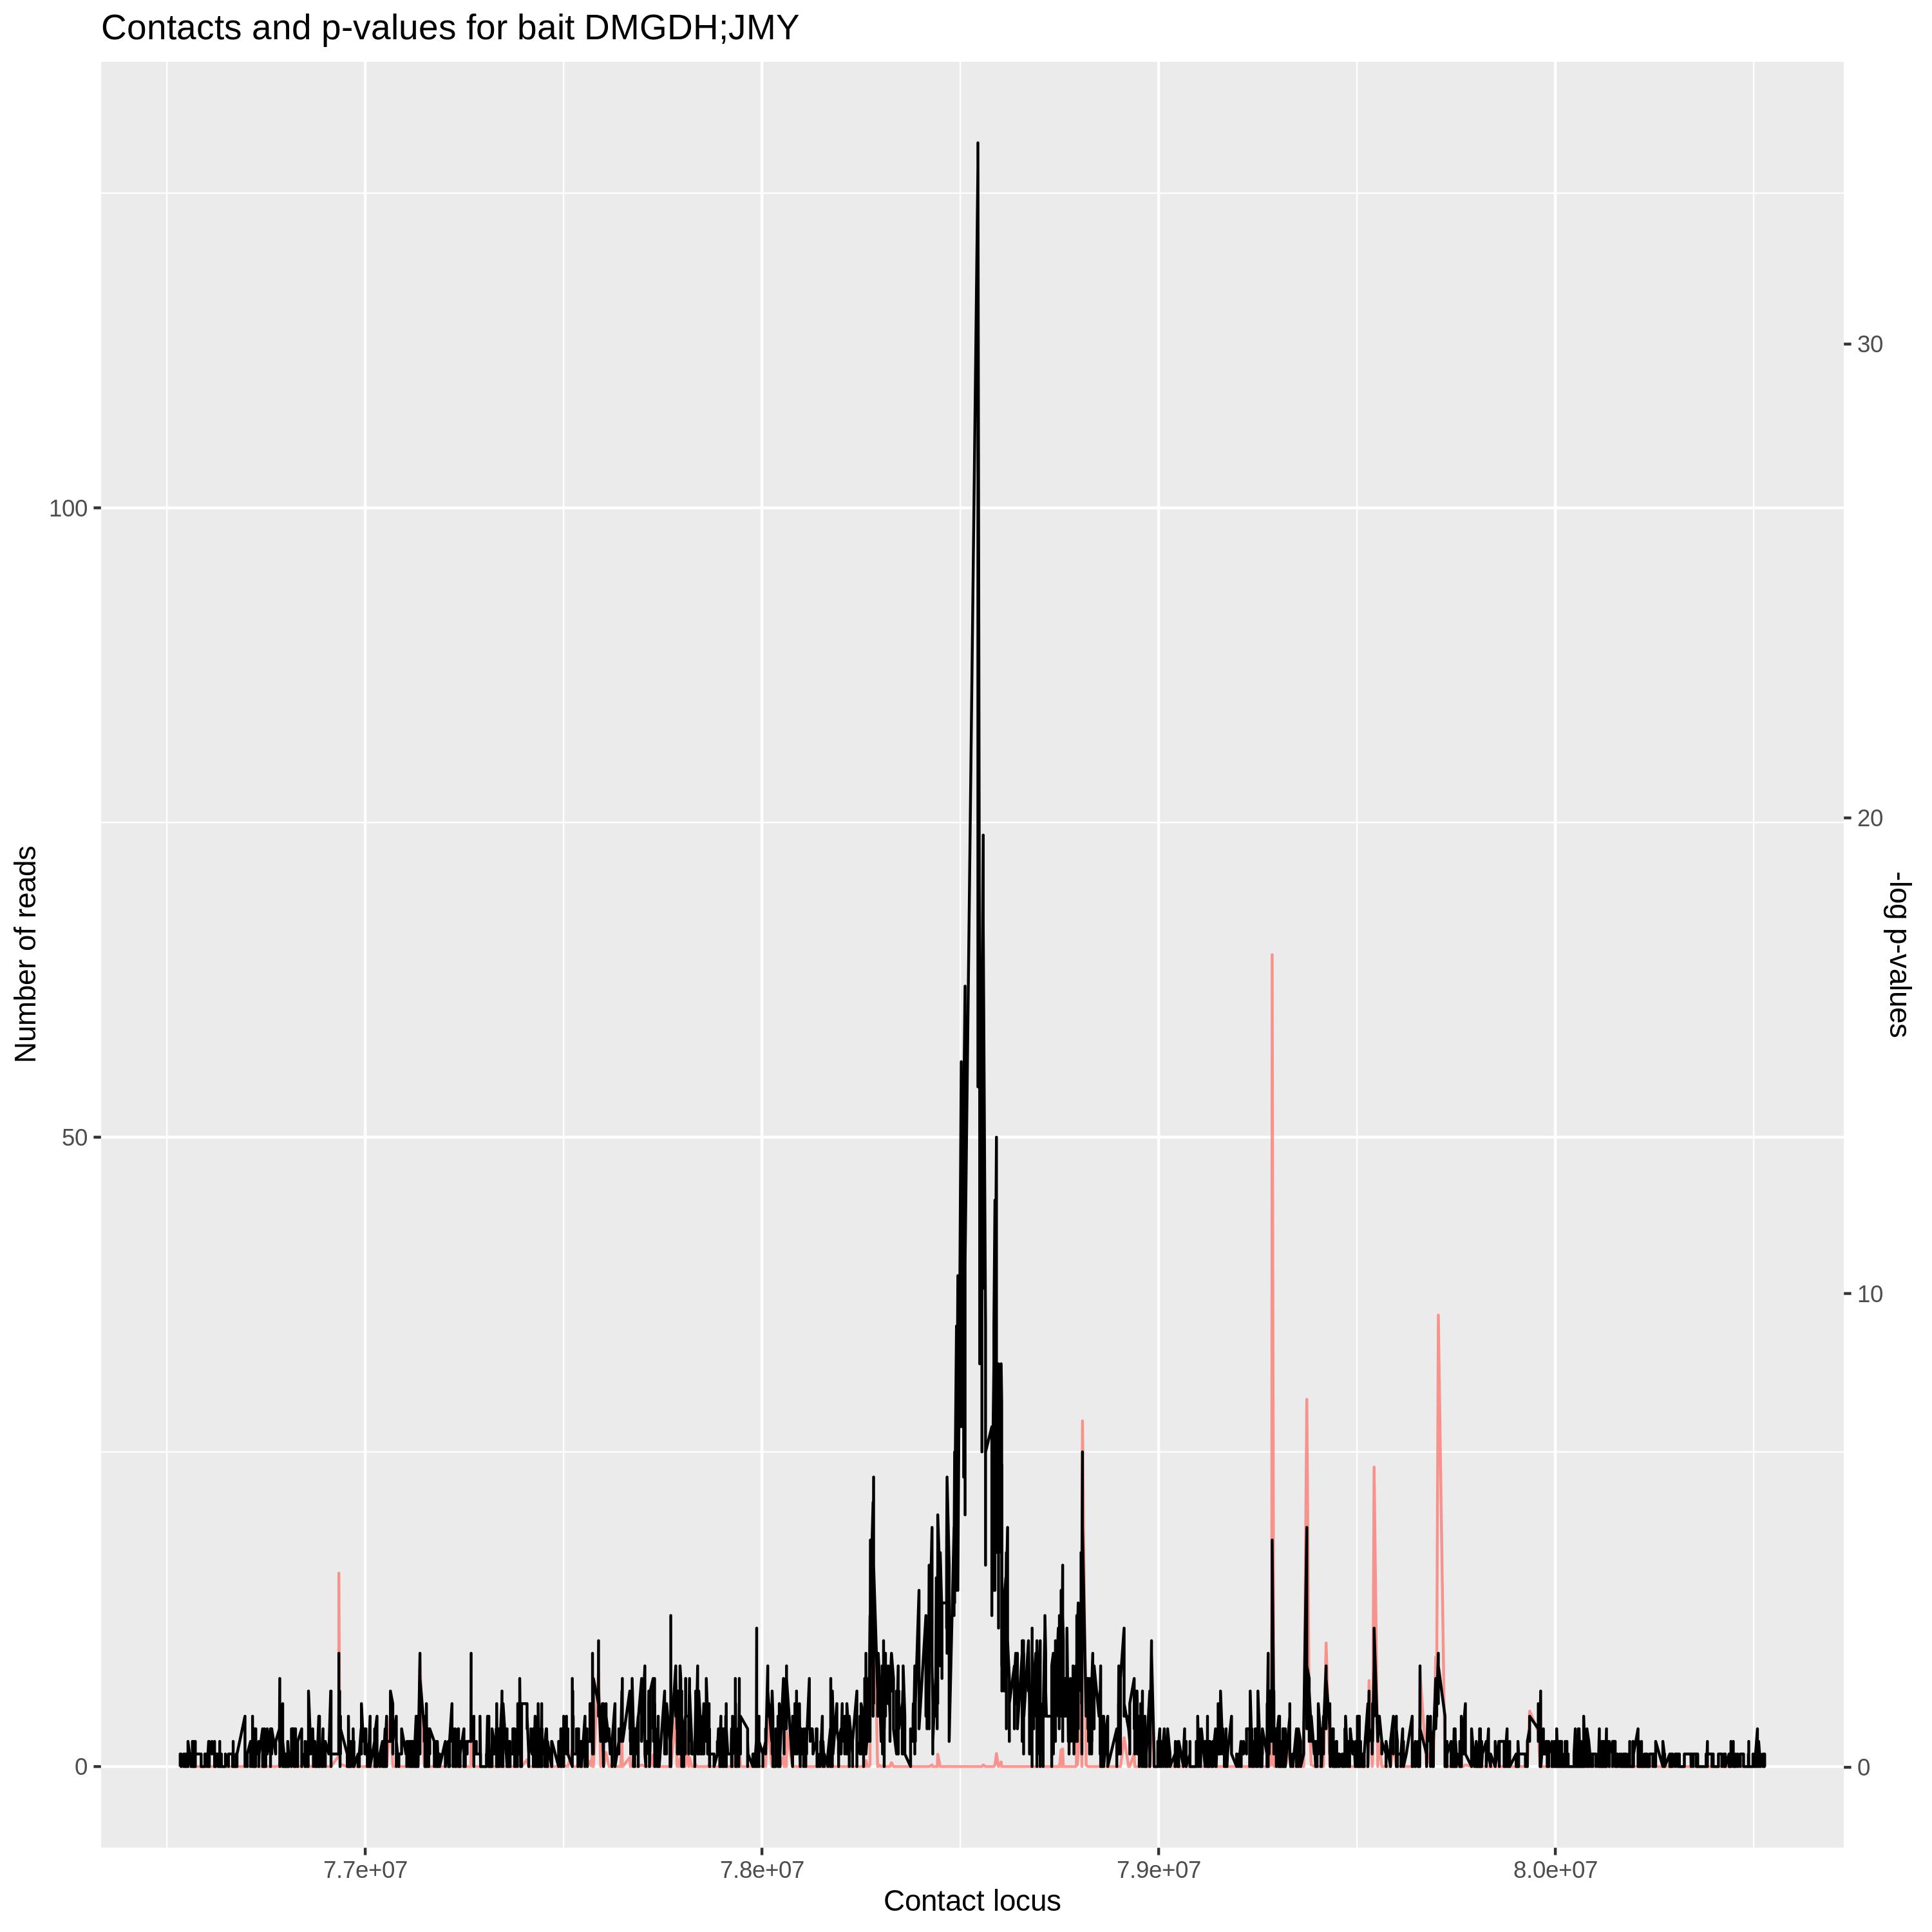 Contacts and p-values for bait DMGDH;JMY
Number of reads
100
50
0
30
20
10
0
-log p-values
7.7e+07
7.8e+07
7.9e+07
8.0e+07
Contact locus